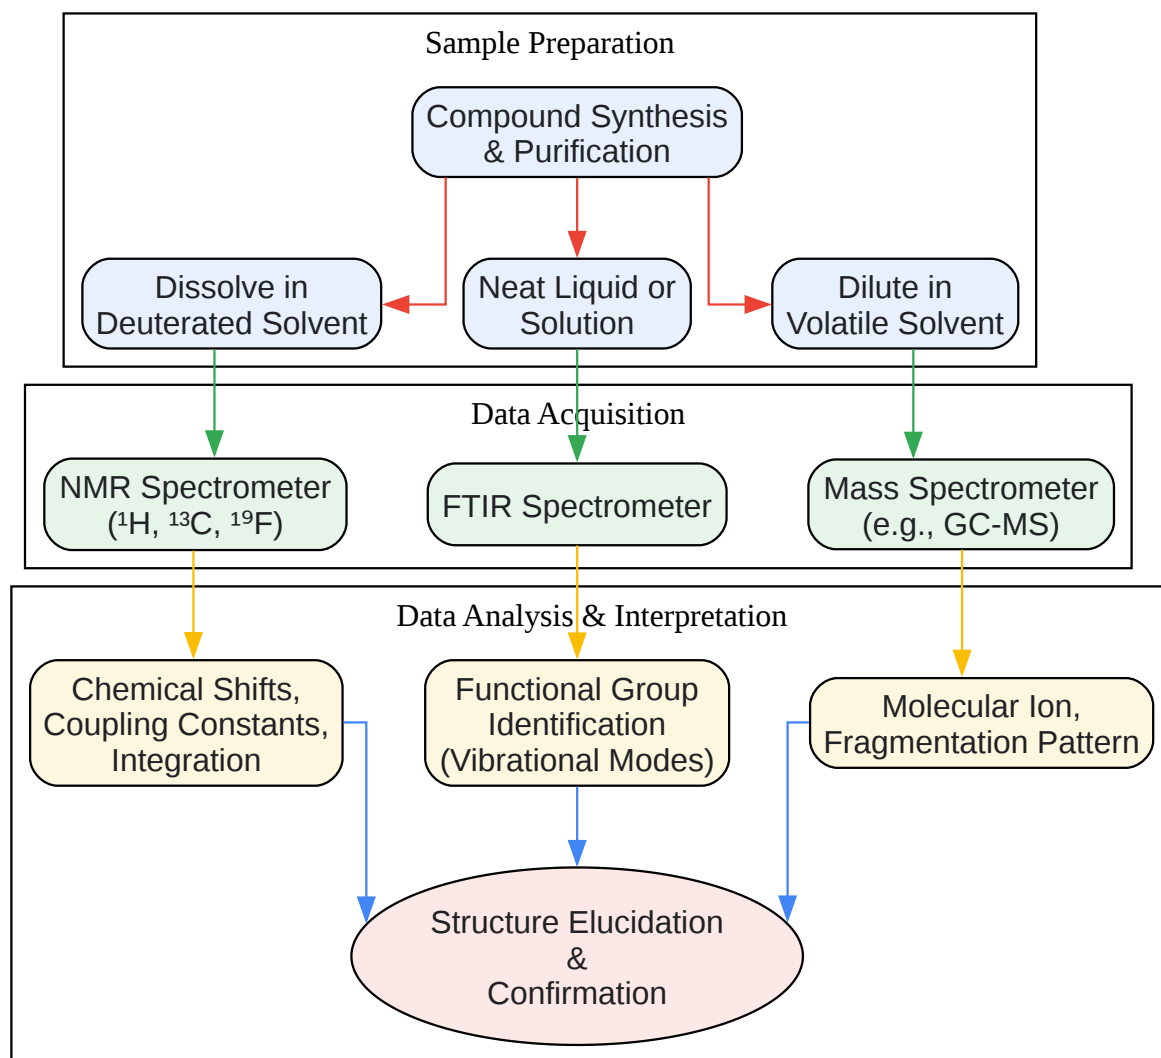 Sample Preparation
Compound Synthesis
& Purification
Dissolve in
Deuterated Solvent
Neat Liquid or
Solution
Dilute in
Volatile Solvent
Data Acquisition
NMR Spectrometer
(¹H, ¹³C, ¹⁹F)
FTIR Spectrometer
Mass Spectrometer
(e.g., GC-MS)
Data Analysis & Interpretation
Chemical Shifts,
Coupling Constants,
Integration
Functional Group
Identification
(Vibrational Modes)
Molecular Ion,
Fragmentation Pattern
Structure Elucidation
&
Confirmation